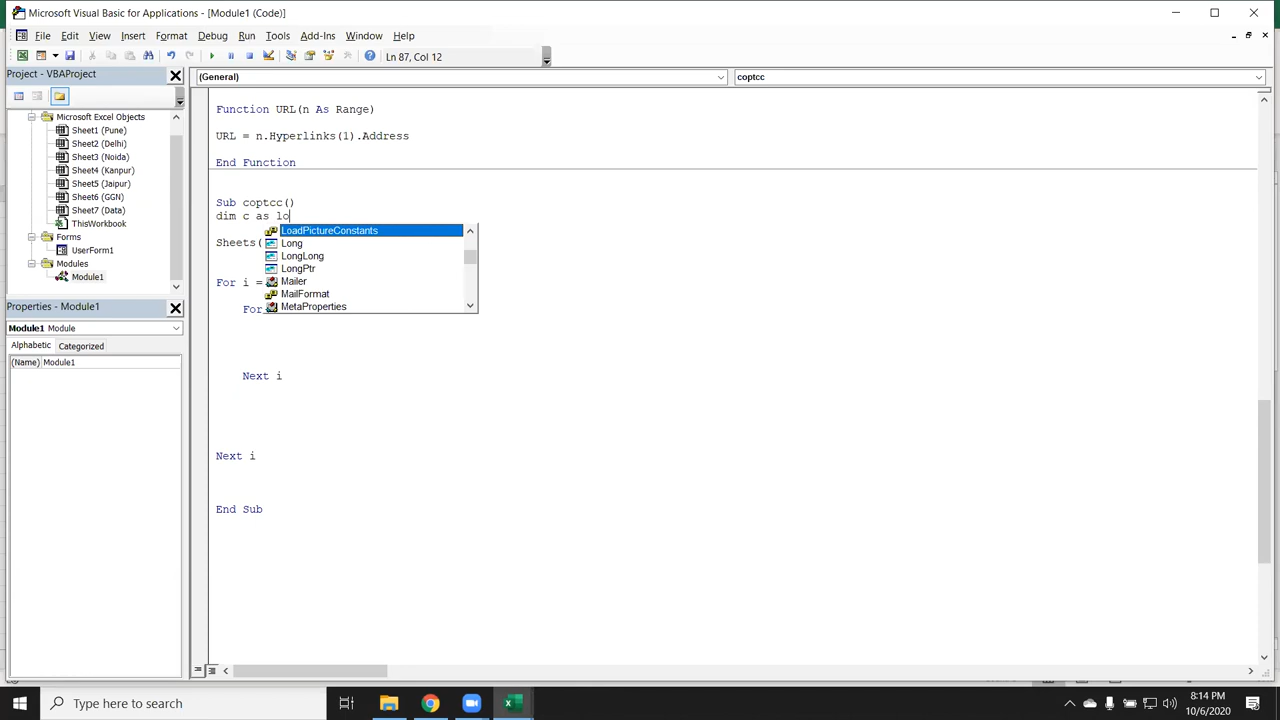 Microsoft Visual Basic for Applications - [Module1 (Code)]
File Edit View Insert Format Debug Run Tools Add-Ins Window Help
Ln 87, Col 12
Project - VBAProject
(General)
coptcc
Microsoft Excel Objects
Sheet1 (Pune)
Sheet2 (Delhi)
Sheet3 (Noida)
Sheet4 (Kanpur)
Sheet5 (Jaipur)
Sheet6 (GGN)
Sheet7 (Data)
ThisWorkbook
Forms
UserForm1
Modules
Module1
Properties - Module1
Module1 Module
Alphabetic Categorized
(Name) Module1
Function URL(n As Range)
URL = n.Hyperlinks(1).Address
End Function
Sub coptcc()
dim c as lo
LoadPictureConstants
Long
LongLong
LongPtr
Mailer
MailFormat
MetaProperties
Sheets(
For i =
For
Next i
Next i
End Sub
Type here to search
8:14 PM
10/6/2020